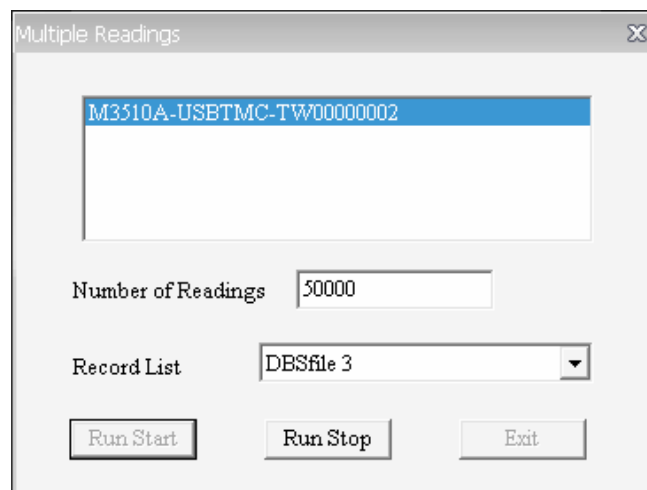 Multiple Readings
M3510A-USBTMC-TW00000002
Number of Readings 50000
Record List DBSfile 3
Run Start Run Stop Exit